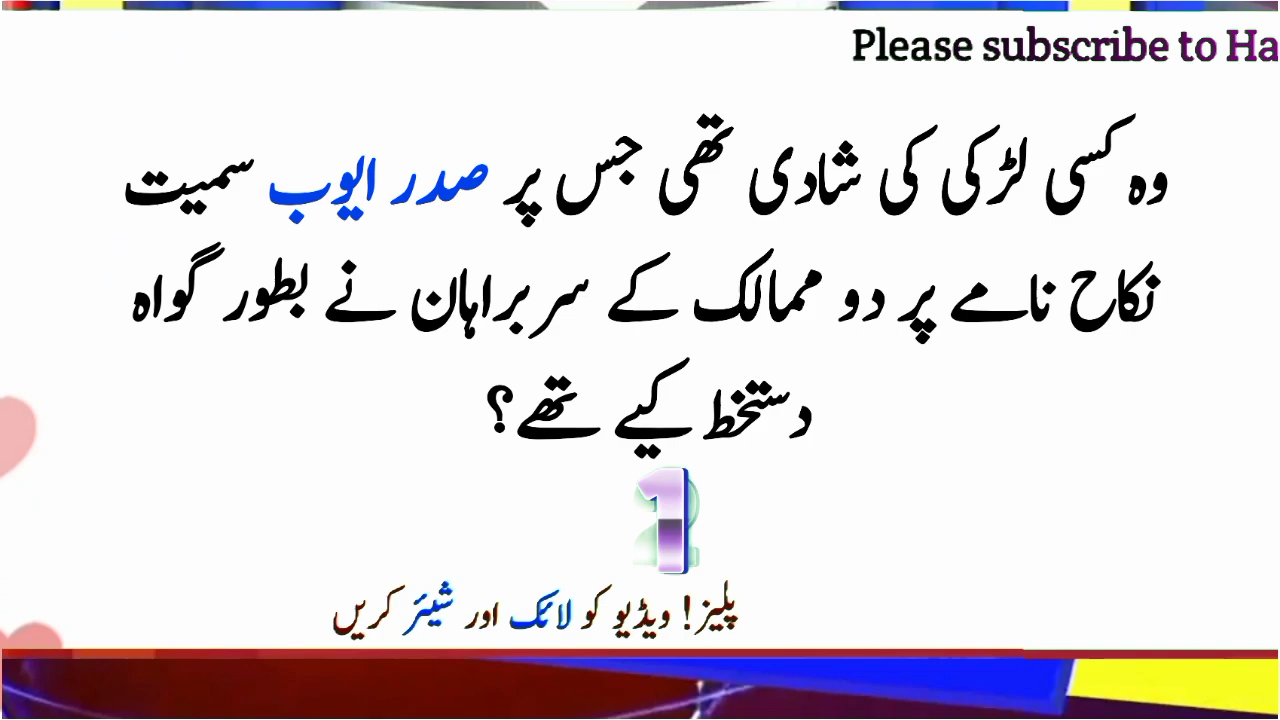 Please subscribe to Ha
وہ کسی لڑکی کی شادی تھی جس پر صدر ایوب سمیت
نکاح نامے پر دو ممالک کے سربراہان نے بطور گواہ
دستخط کیے تھے؟
1
پلیز! ویڈیو کو لائک اور شیئر کریں